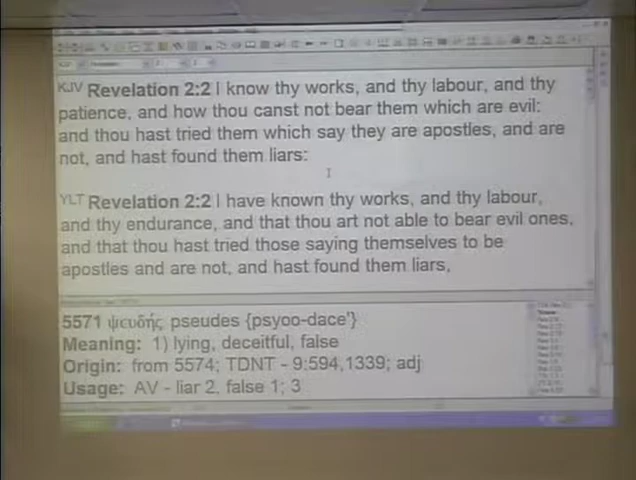 KJV Revelation 2:2 I know thy works, and thy labour, and thy
patience, and how thou canst not bear them which are evil:
and thou hast tried them which say they are apostles, and are
not, and hast found them liars:
YLT Revelation 2:2 I have known thy works, and thy labour,
and thy endurance, and that thou art not able to bear evil ones,
and that thou hast tried those saying themselves to be
apostles and are not, and hast found them liars,
5571 ψευδής pseudes {psyoo-dace'}
Meaning: 1) lying, deceitful, false
Origin: from 5574; TDNT - 9:594,1339; adj
Usage: AV - liar 2, false 1; 3